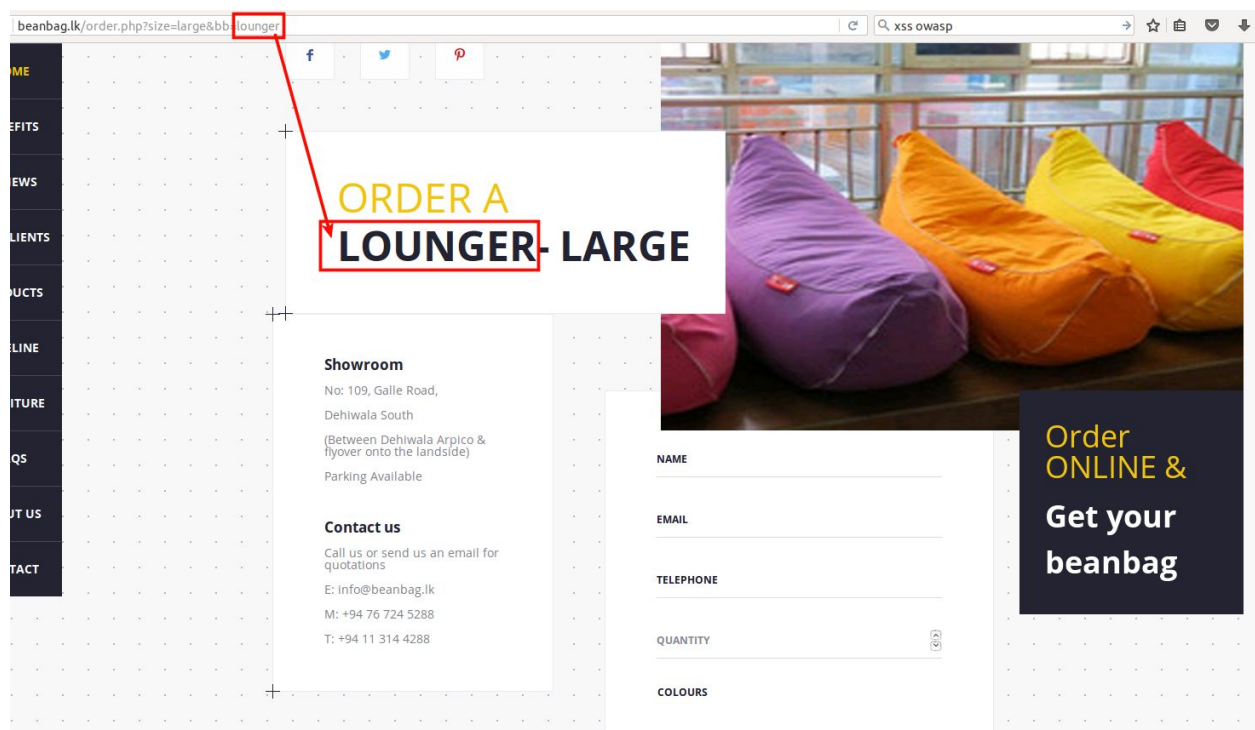 beanbag.lk/order.php?size=large&bb=lounger
xss owasp
OME
EFITS
IEWS
LIENTS
DUCTS
ELINE
ITURE
QS
UT US
TACT
ORDER A
LOUNGER- LARGE
Showroom
No: 109, Galle Road,
Dehiwala South
(Between Dehiwala Arpico &
flyover onto the landside)
Parking Available
Contact us
Call us or send us an email for
quotations
E: info@beanbag.lk
M: +94 76 724 5288
T: +94 11 314 4288
NAME
EMAIL
TELEPHONE
QUANTITY
COLOURS
Order
ONLINE &
Get your
beanbag